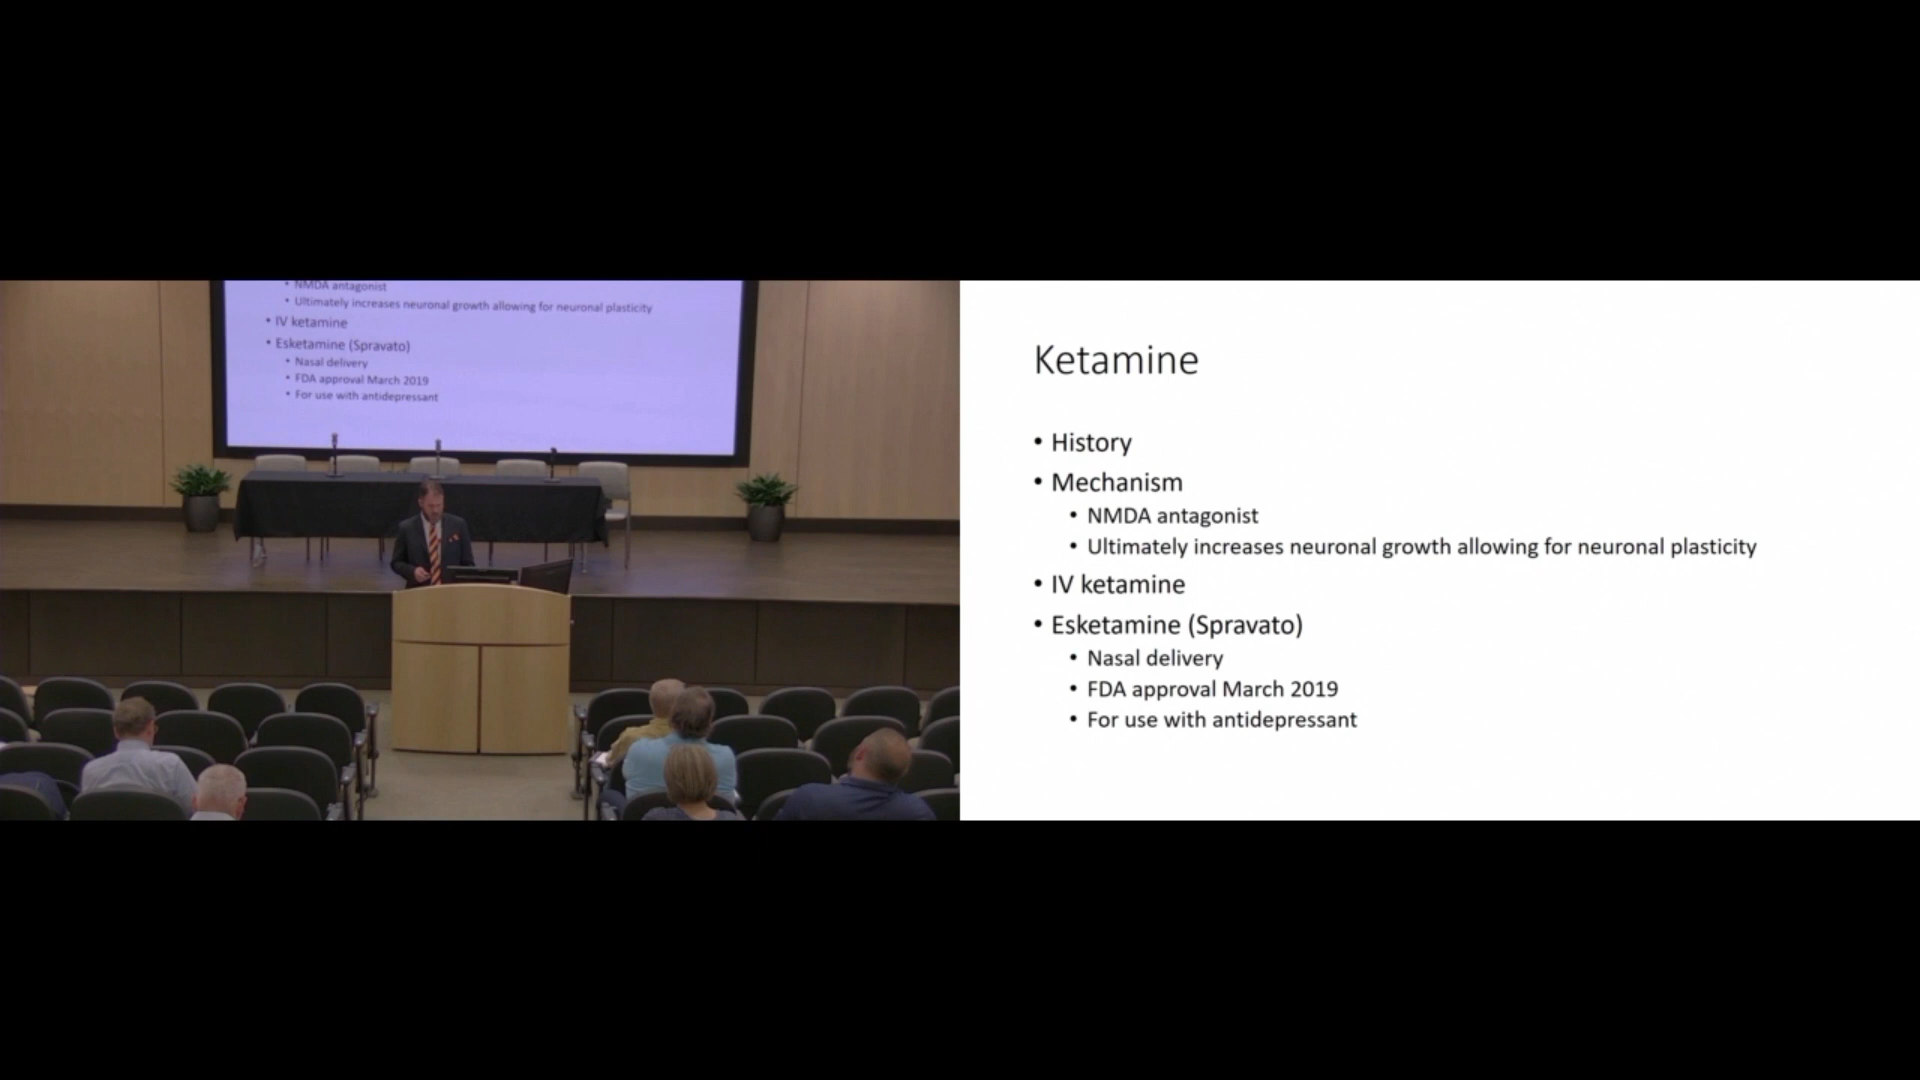 • NMDA antagonist
• Ultimately increases neuronal growth allowing for neuronal plasticity
• IV ketamine
• Esketamine (Spravato)
• Nasal delivery
• FDA approval March 2019
• For use with antidepressant
Ketamine
• History
• Mechanism
• NMDA antagonist
• Ultimately increases neuronal growth allowing for neuronal plasticity
• IV ketamine
• Esketamine (Spravato)
• Nasal delivery
• FDA approval March 2019
• For use with antidepressant